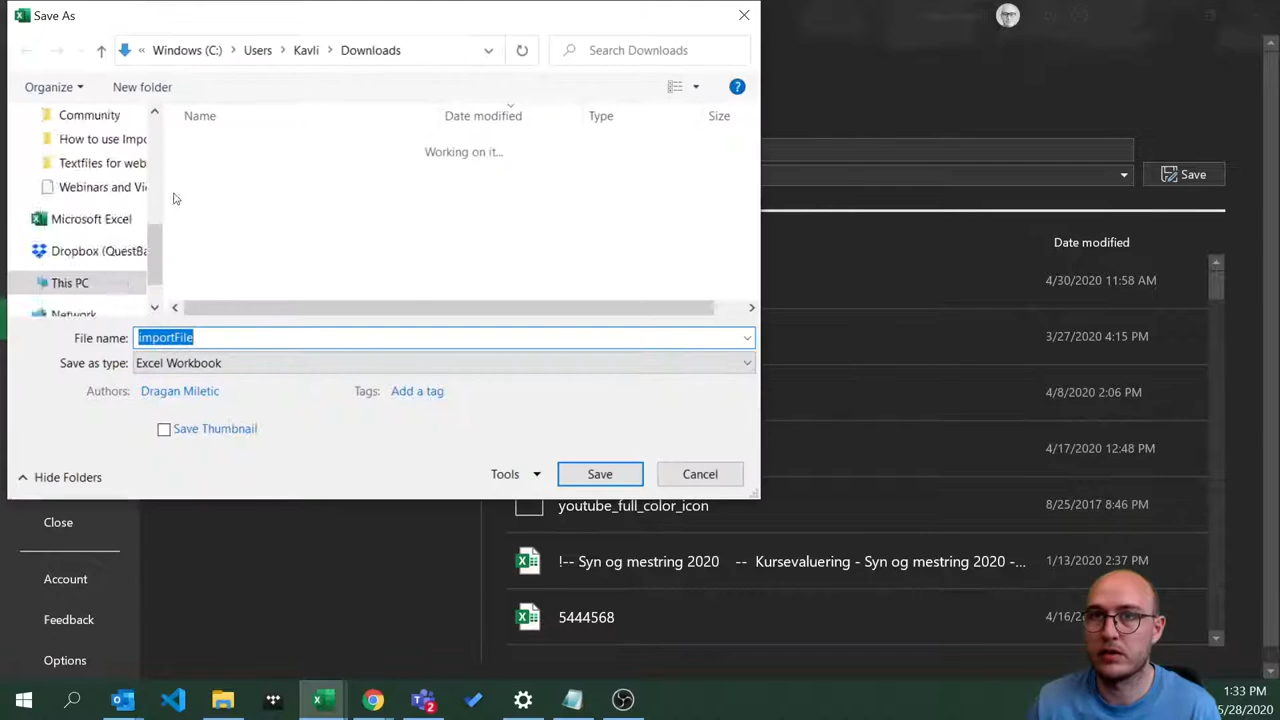 Save As
« Windows (C:) > Users > Kavli > Downloads
Search Downloads
Organize
New folder
Community
How to use Impo
Textfiles for web
Webinars and Vi
Microsoft Excel
Dropbox (QuestBa
This PC
Network
Name
Date modified
Type
Size
Working on it...
File name: importFile
Save as type: Excel Workbook
Authors: Dragan Miletic
Tags: Add a tag
Save Thumbnail
Hide Folders
Tools
Save
Cancel
Save
Date modified
4/30/2020 11:58 AM
3/27/2020 4:15 PM
4/8/2020 2:06 PM
4/17/2020 12:48 PM
youtube_full_color_icon
8/25/2017 8:46 PM
!-- Syn og mestring 2020 -- Kursevaluering - Syn og mestring 2020 -...
1/13/2020 2:37 PM
5444568
4/16/2
Close
Account
Feedback
Options
2
1:33 PM
5/28/2020